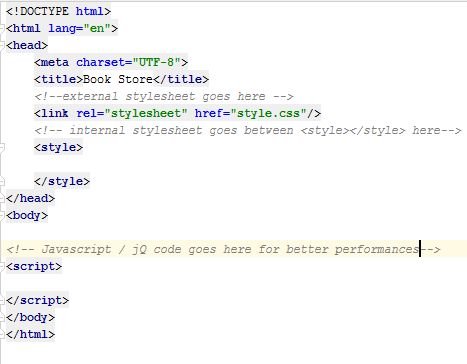 <!DOCTYPE html>
<html lang="en">
<head>
    <meta charset="UTF-8">
    <title>Book Store</title>
    <!--external stylesheet goes here -->
    <link rel="stylesheet" href="style.css"/>
    <!-- internal stylesheet goes between <style></style> here-->
    <style>
    </style>
</head>
<body>
<!-- Javascript / jQ code goes here for better performances-->
<script>
</script>
</body>
</html>